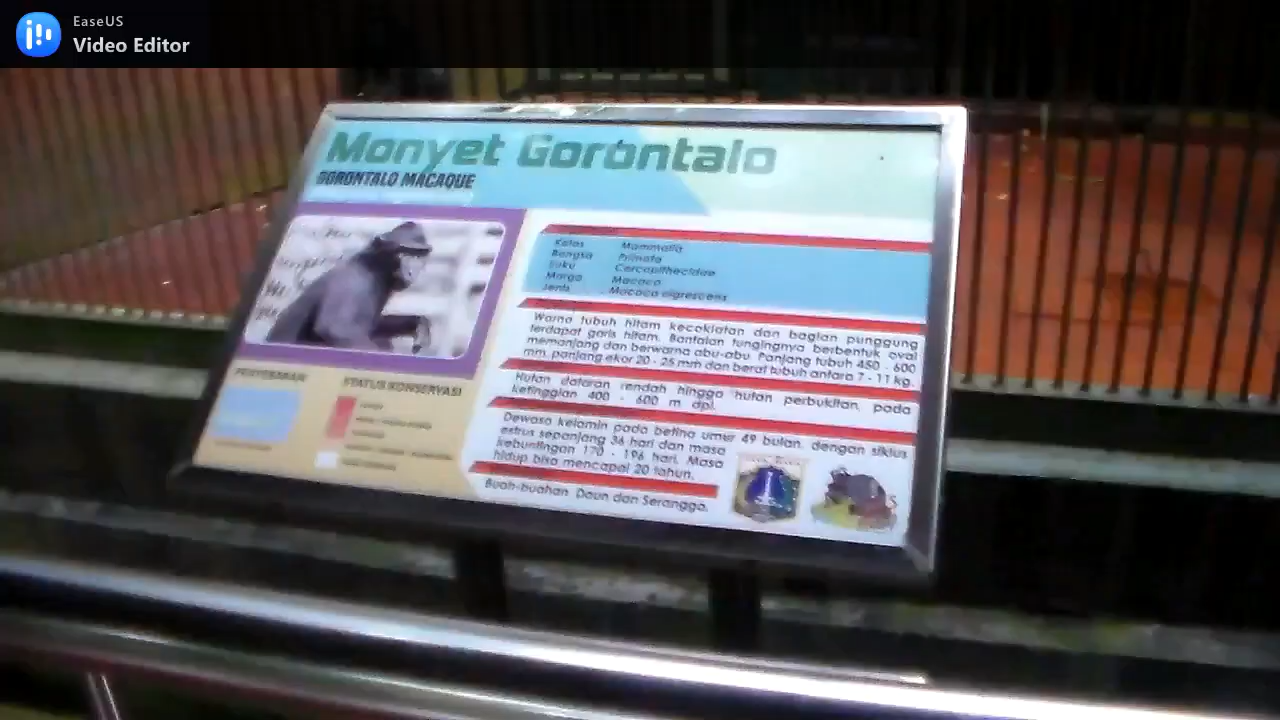 EaseUS
Video Editor
Monyet Gorontalo
GORONTALO MACAQUE
Kelas Mammalia
Bangsa Primata
Suku Cercopithecidae
Marga Macaca
Jenis : Macaca nigrescens
Warna tubuh hitam kecoklatan dan bagian punggung
terdapat garis hitam. Bantalan tungingnya berbentuk oval
memanjang dan berwarna abu-abu Panjang tubuh 450 - 600
mm, panjang ekor 20 - 25 mm dan berat tubuh antara 7 - 11 kg.
Hutan dataran rendah hingga hutan perbukitan, pada
ketinggian 400 - 600 m dpl.
Dewasa kelamin pada betina umur 49 bulan, dengan siklus
estrus sepanjang 36 hari dan masa
kebuntingan 170 - 196 hari. Masa
hidup bisa mencapai 20 tahun.
Buah-buahan, Daun dan Serangga.
PENYEBARAN
STATUS KONSERVASI